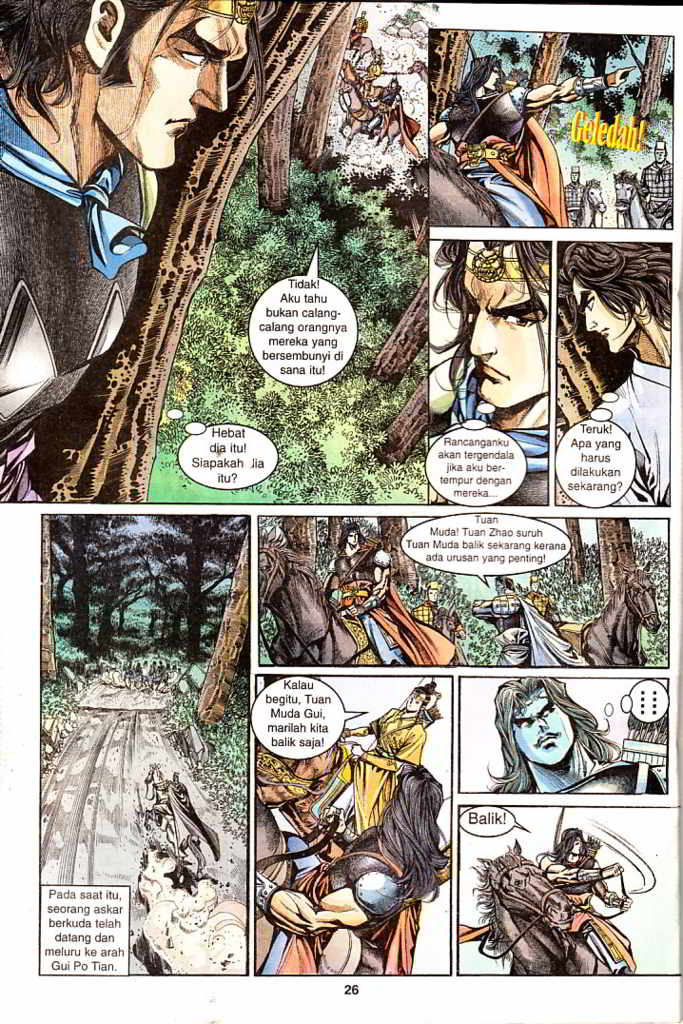 Tidak!
Aku tahu
bukan calang-
calang orangnya
mereka yang
bersembunyi di
sana itu!
Hebat
dia itu!
Siapakah dia
itu?
Geledah!
Rancanganku
akan tergendala
jika aku ber-
tempur dengan
mereka...
Teruk!
Apa yang
harus
dilakukan
sekarang?
Pada saat itu,
seorang askar
berkuda telah
datang dan
meluru ke arah
Gui Po Tian.
Tuan
Muda! Tuan Zhao suruh
Tuan Muda balik sekarang kerana
ada urusan yang penting!
Kalau
begitu, Tuan
Muda Gui,
marilah kita
balik saja!
Balik!
26